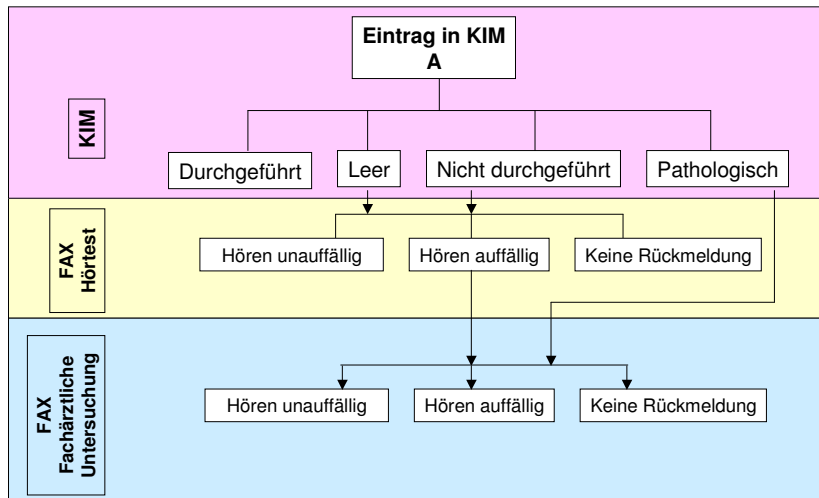 Eintrag in KIM
A
KIM
Durchgeführt
Leer
Nicht durchgeführt
Pathologisch
FAX
Hörtest
Hören unauffällig
Hören auffällig
Keine Rückmeldung
FAX
Fachärztliche
Untersuchung
Hören unauffällig
Hören auffällig
Keine Rückmeldung